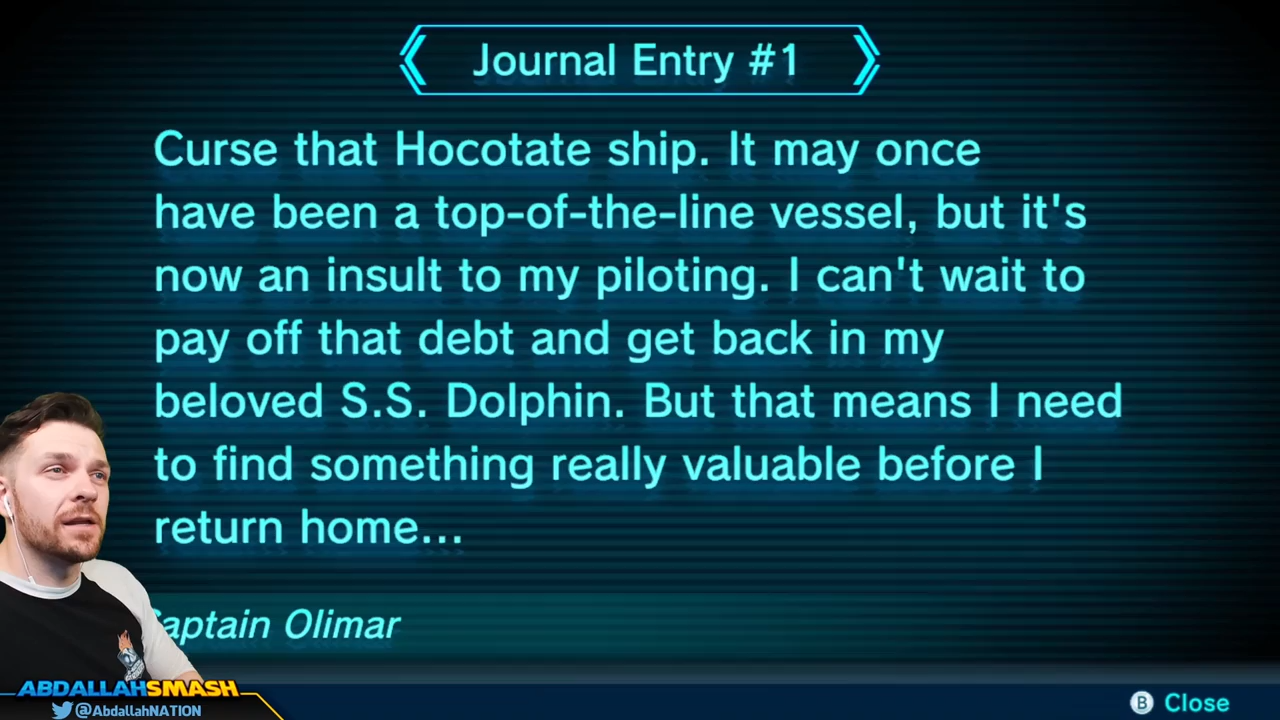 Journal Entry #1
Curse that Hocotate ship. It may once
have been a top-of-the-line vessel, but it's
now an insult to my piloting. I can't wait to
pay off that debt and get back in my
beloved S.S. Dolphin. But that means I need
to find something really valuable before I
return home...
Captain Olimar
ABDALLAHSMASH
@AbdallahNATION
B Close